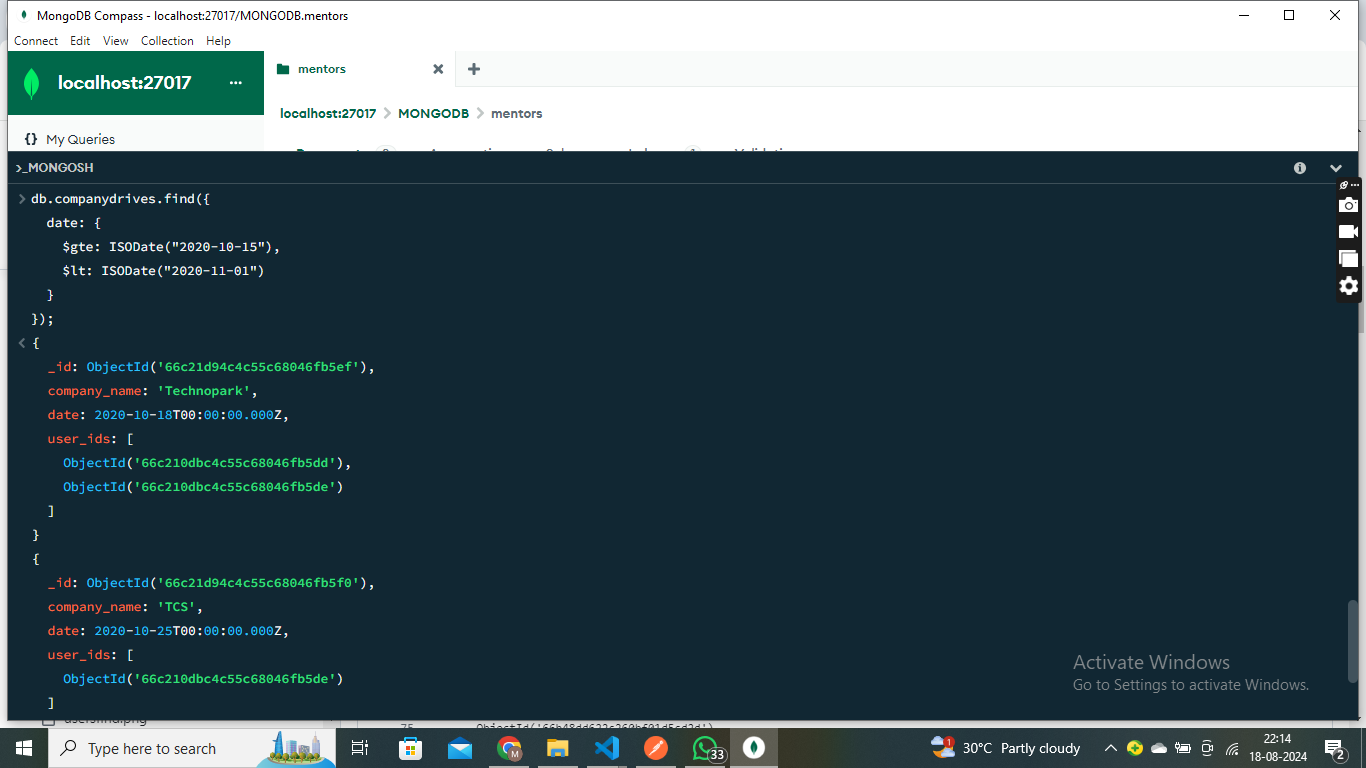 MongoDB Compass - localhost:27017/MONGODB.mentors
Connect Edit View Collection Help
localhost:27017 ...
mentors
localhost:27017 > MONGODB > mentors
{} My Queries
>_MONGOSH
db.companydrives.find({
date: {
$gte: ISODate("2020-10-15"),
$lt: ISODate("2020-11-01")
}
});
{
_id: ObjectId('66c21d94c4c55c68046fb5ef'),
company_name: 'Technopark',
date: 2020-10-18T00:00:00.000Z,
user_ids: [
ObjectId('66c210dbc4c55c68046fb5dd'),
ObjectId('66c210dbc4c55c68046fb5de')
]
}
{
_id: ObjectId('66c21d94c4c55c68046fb5f0'),
company_name: 'TCS',
date: 2020-10-25T00:00:00.000Z,
user_ids: [
ObjectId('66c210dbc4c55c68046fb5de')
]
Activate Windows
Go to Settings to activate Windows.
Type here to search
33
30°C Partly cloudy
1
22:14
18-08-2024
2